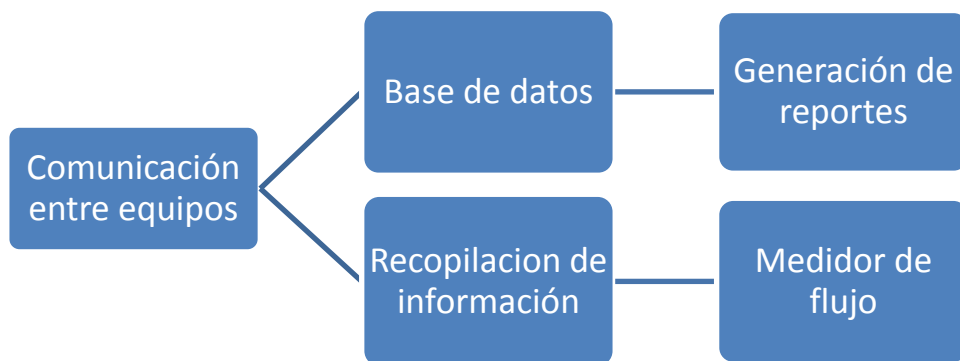 Comunicación
entre equipos
Base de datos
Generación de
reportes
Recopilacion de
información
Medidor de
flujo